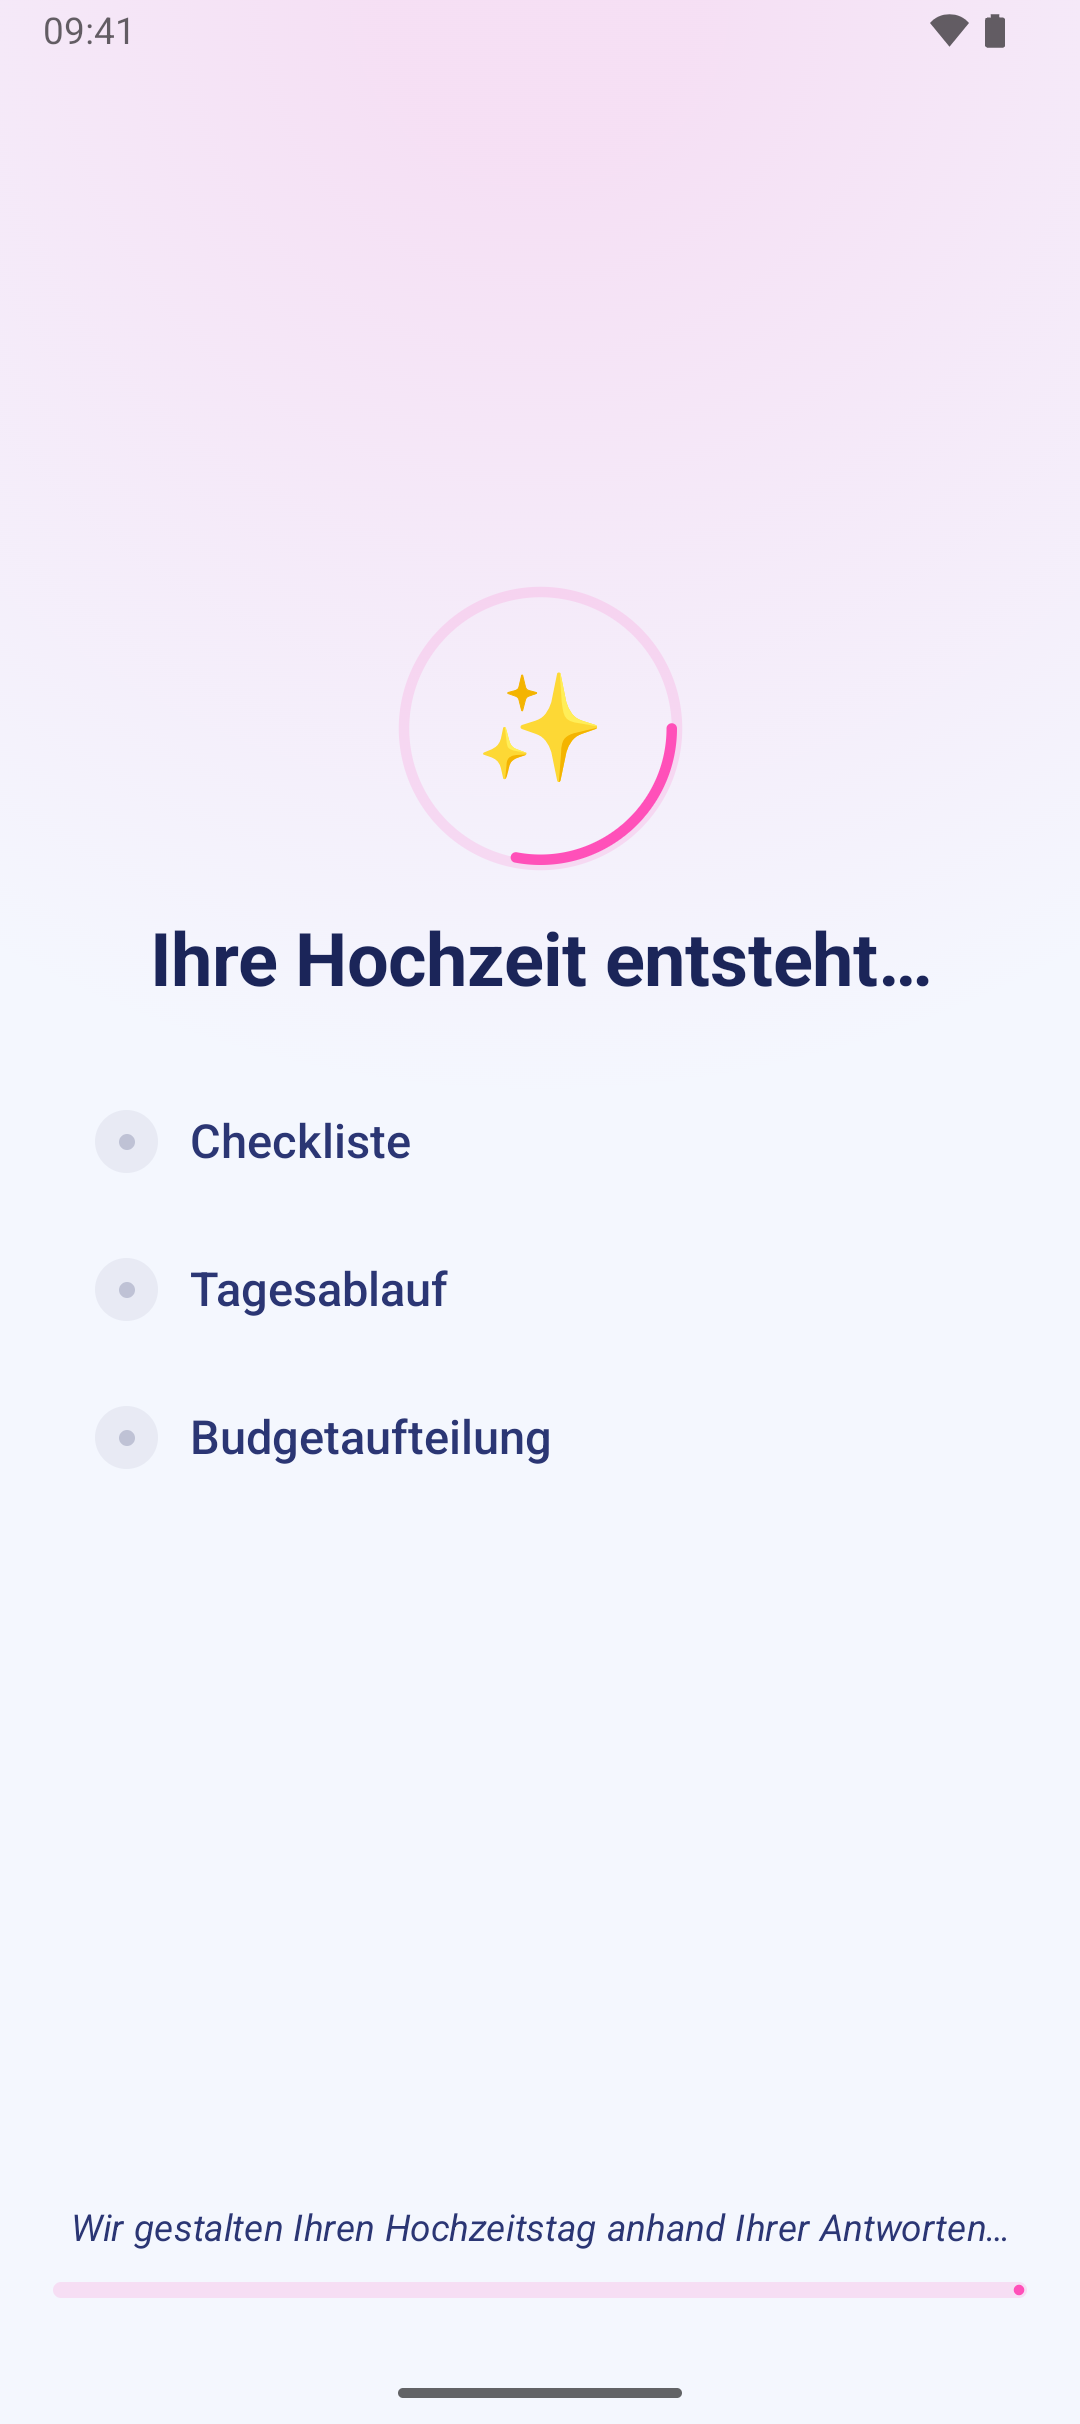 09:41
Ihre Hochzeit entsteht…
Checkliste
Tagesablauf
Budgetaufteilung
Wir gestalten Ihren Hochzeitstag anhand Ihrer Antworten…